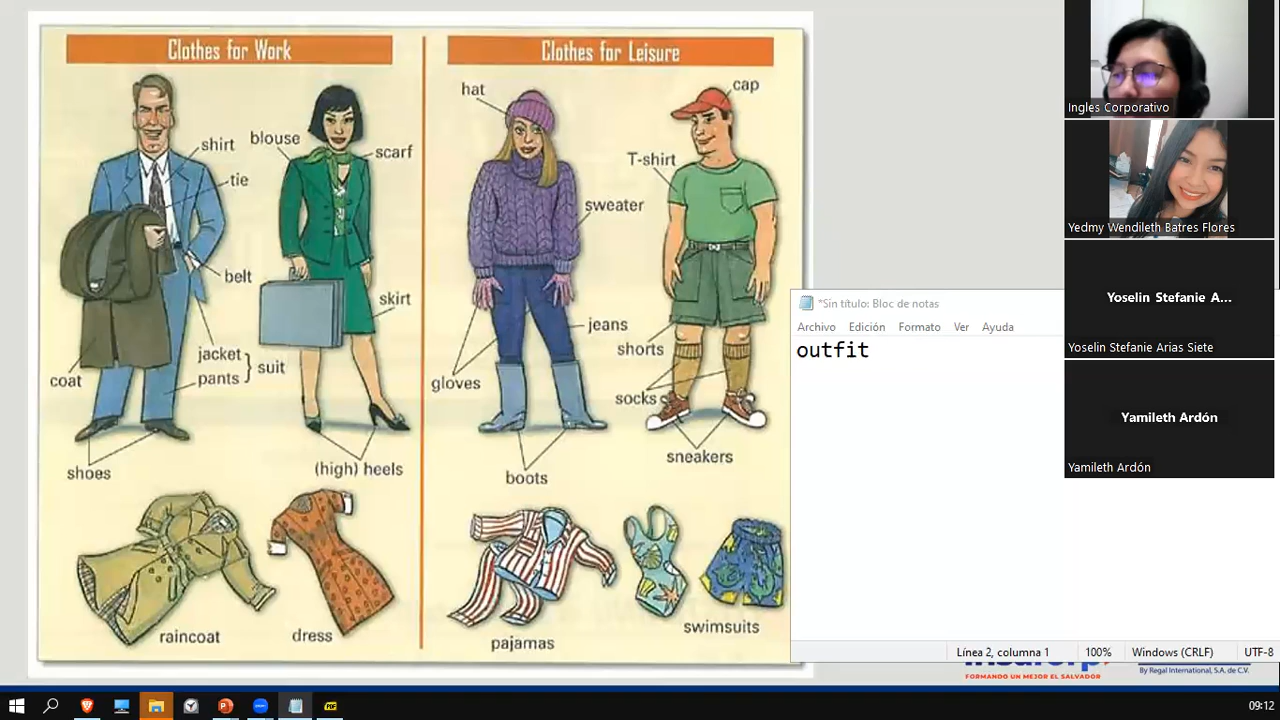 Clothes for Work
Clothes for Leisure
shirt
blouse
scarf
tie
belt
skirt
jacket
pants
suit
coat
shoes
(high) heels
raincoat
dress
hat
cap
T-shirt
sweater
jeans
shorts
gloves
socks
sneakers
boots
pajamas
swimsuits
*Sin título: Bloc de notas
Archivo Edición Formato Ver Ayuda
outfit
Línea 2, columna 1 100% Windows (CRLF) UTF-8
FORMANDO UN MEJOR EL SALVADOR
By Regal International, S.A. de C.V.
Ingles Corporativo
Yedmy Wendileth Batres Flores
Yoselin Stefanie A...
Yoselin Stefanie Arias Siete
Yamileth Ardón
Yamileth Ardón
09:12